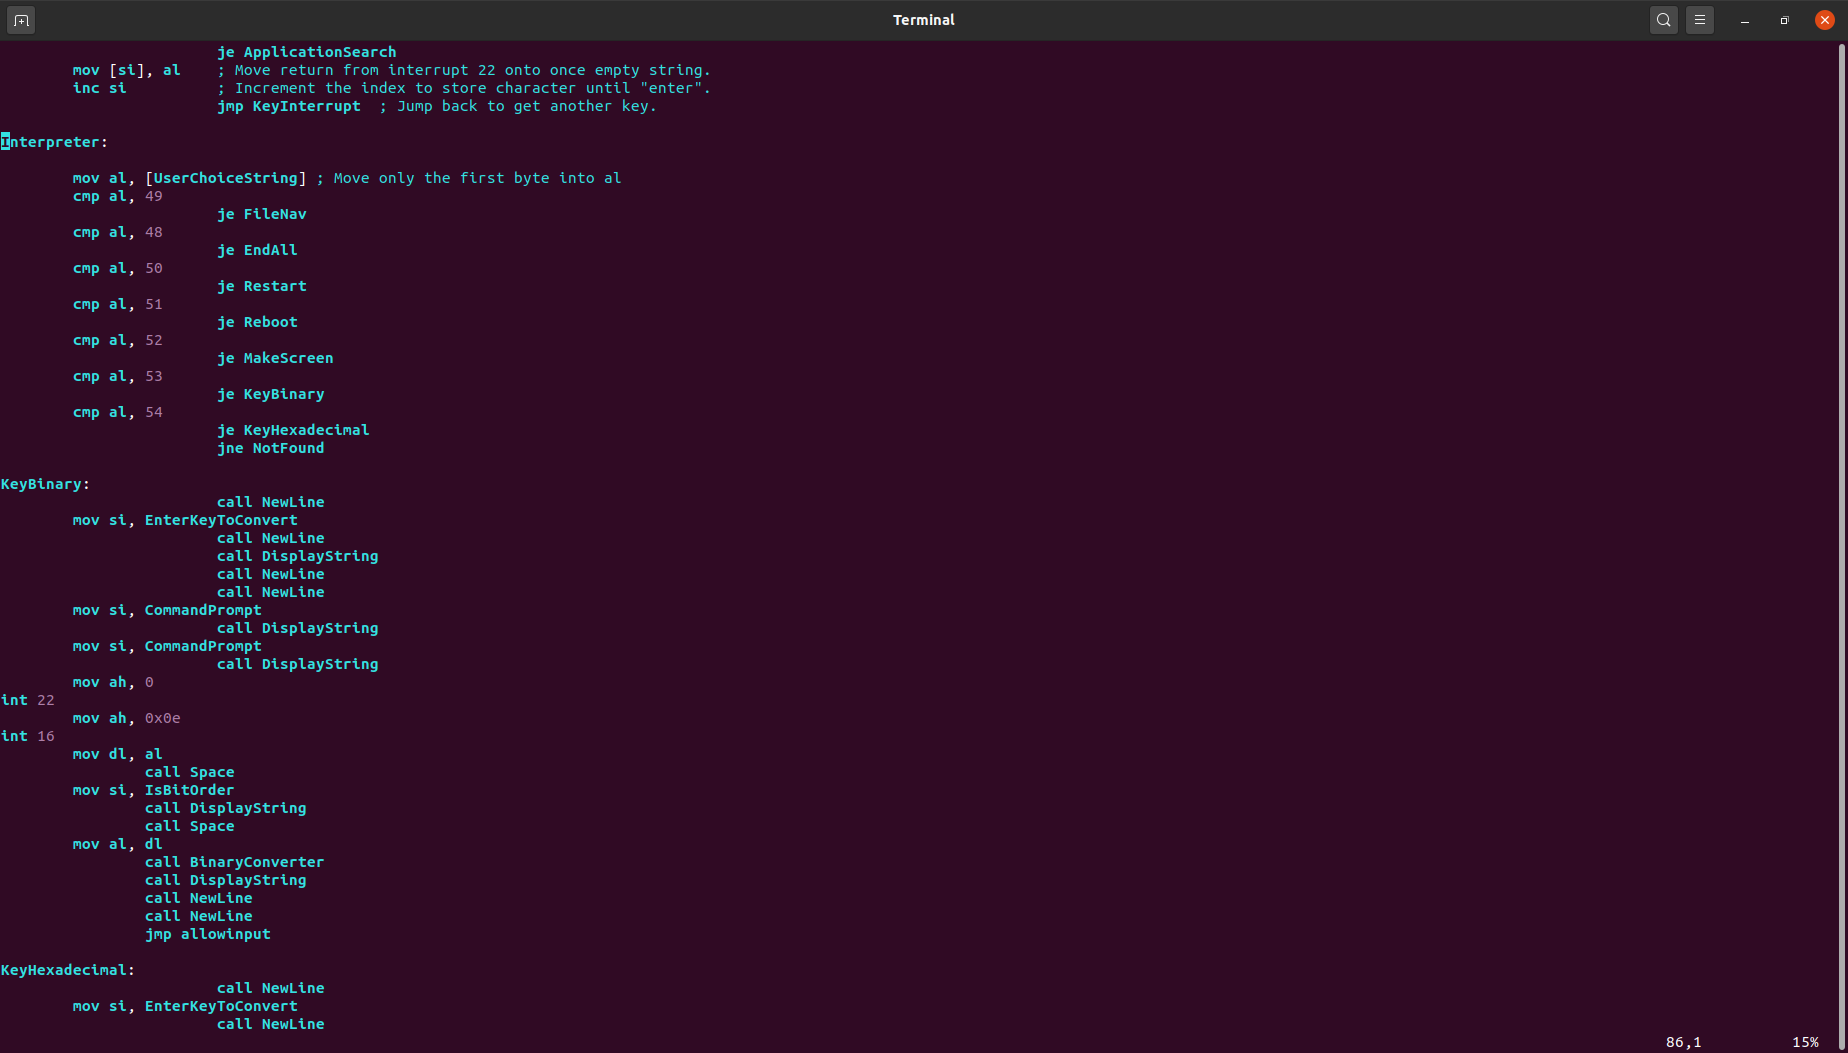 Terminal
je ApplicationSearch
mov [si], al ; Move return from interrupt 22 onto once empty string.
inc si ; Increment the index to store character until "enter".
jmp KeyInterrupt ; Jump back to get another key.
Interpreter:
mov al, [UserChoiceString] ; Move only the first byte into al
cmp al, 49
je FileNav
cmp al, 48
je EndAll
cmp al, 50
je Restart
cmp al, 51
je Reboot
cmp al, 52
je MakeScreen
cmp al, 53
je KeyBinary
cmp al, 54
je KeyHexadecimal
jne NotFound
KeyBinary:
call NewLine
mov si, EnterKeyToConvert
call NewLine
call DisplayString
call NewLine
call NewLine
mov si, CommandPrompt
call DisplayString
mov si, CommandPrompt
call DisplayString
mov ah, 0
int 22
mov ah, 0x0e
int 16
mov dl, al
call Space
mov si, IsBitOrder
call DisplayString
call Space
mov al, dl
call BinaryConverter
call DisplayString
call NewLine
call NewLine
jmp allowinput
KeyHexadecimal:
call NewLine
mov si, EnterKeyToConvert
call NewLine
86,1 15%